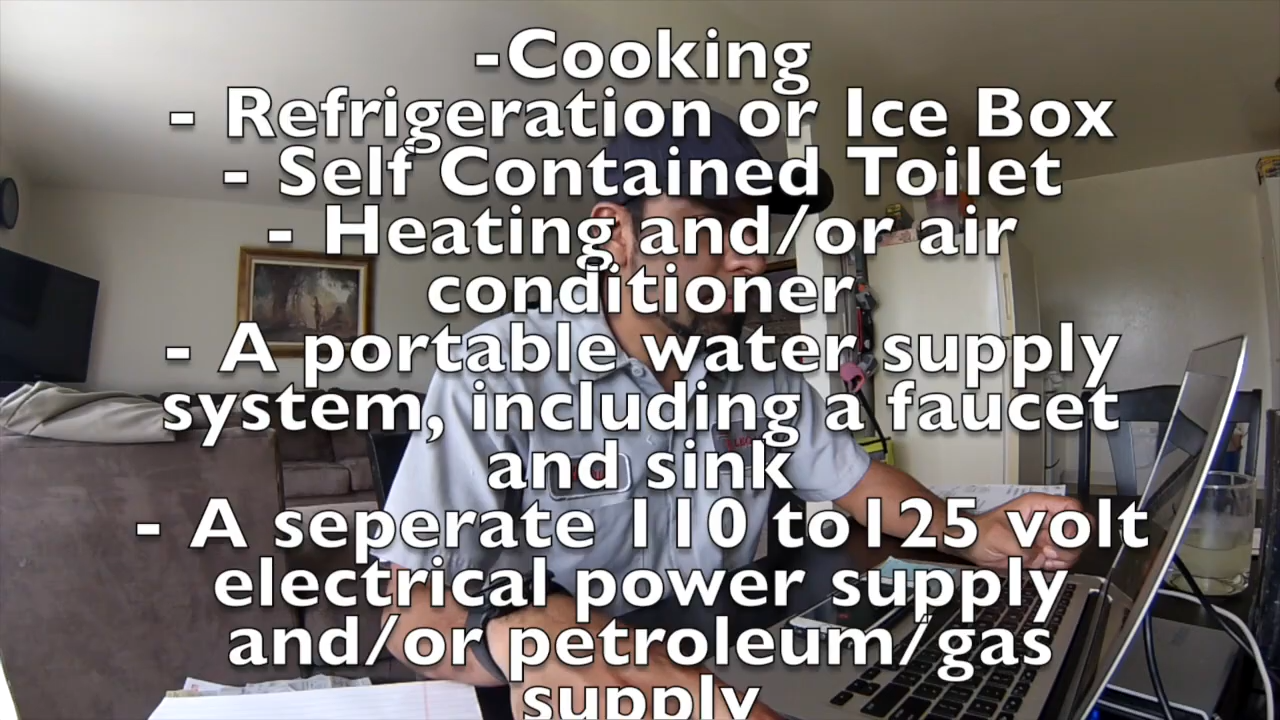 -Cooking
- Refrigeration or Ice Box
- Self Contained Toilet
- Heating and/or air
conditioner
- A portable water supply
system, including a faucet
and sink
- A seperate 110 to125 volt
electrical power supply
and/or petroleum/gas
supply